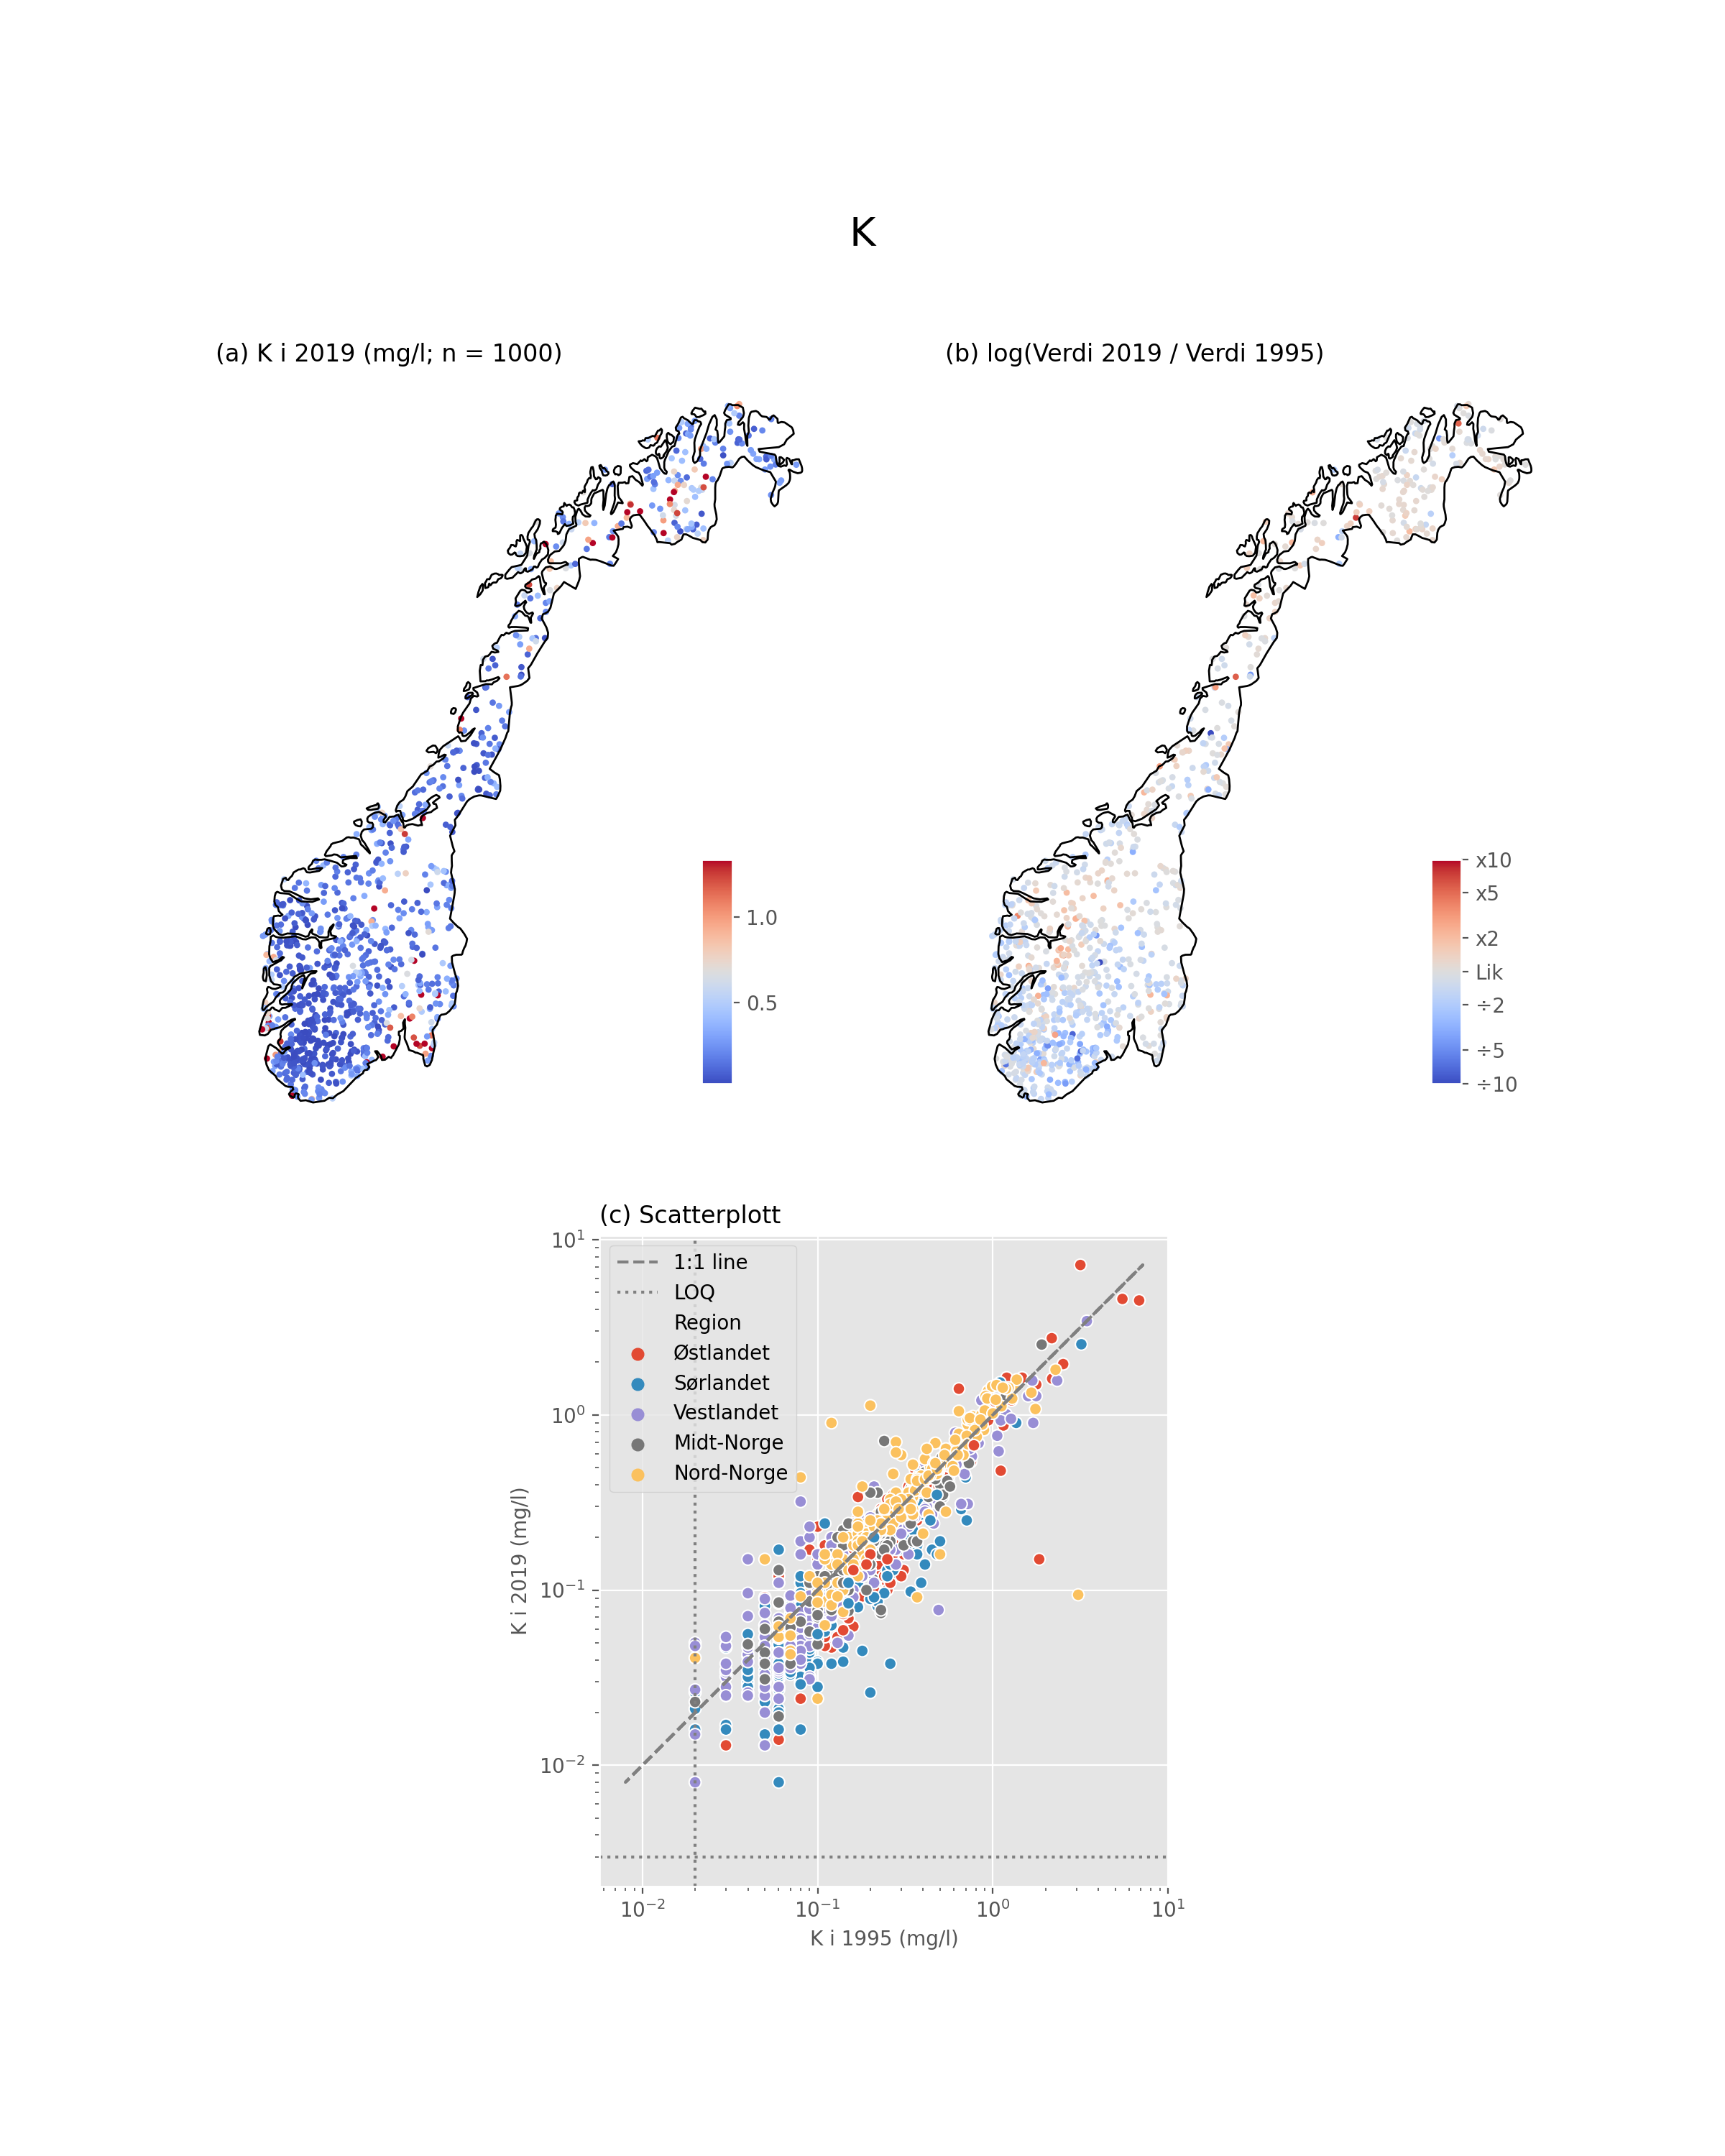 K
(a) K i 2019 (mg/l; n = 1000)
(b) log(Verdi 2019 / Verdi 1995)
1.0
0.5
x10
x5
x2
Lik
÷2
÷5
÷10
(c) Scatterplott
10¹
10⁰
10⁻¹
10⁻²
K i 2019 (mg/l)
1:1 line
LOQ
Region
Østlandet
Sørlandet
Vestlandet
Midt-Norge
Nord-Norge
10⁻²
10⁻¹
10⁰
10¹
K i 1995 (mg/l)